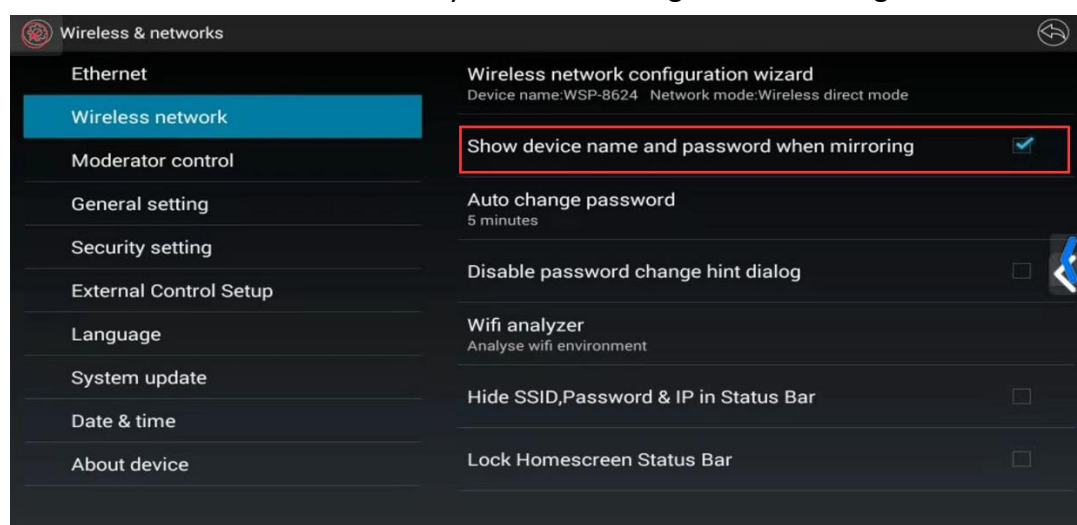 Wireless & networks
Ethernet
Wireless network
Moderator control
General setting
Security setting
External Control Setup
Language
System update
Date & time
About device
Wireless network configuration wizard
Device name:WSP-8624 Network mode:Wireless direct mode
Show device name and password when mirroring
Auto change password
5 minutes
Disable password change hint dialog
Wifi analyzer
Analyse wifi environment
Hide SSID,Password & IP in Status Bar
Lock Homescreen Status Bar